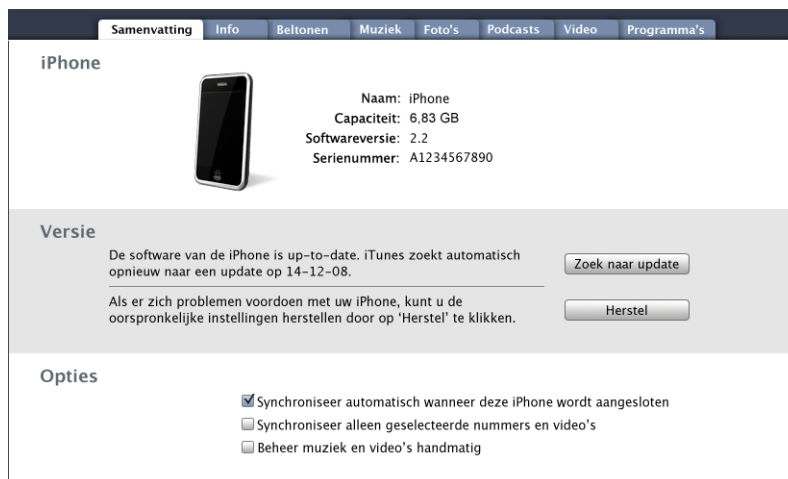 Samenvatting Info Beltonen Muziek Foto's Podcasts Video Programma's
iPhone
Naam: iPhone
Capaciteit: 6,83 GB
Softwareversie: 2.2
Serienummer: A1234567890
Versie
De software van de iPhone is up-to-date. iTunes zoekt automatisch
opnieuw naar een update op 14-12-08.
Zoek naar update
Als er zich problemen voordoen met uw iPhone, kunt u de
oorspronkelijke instellingen herstellen door op ‘Herstel’ te klikken.
Herstel
Opties
Synchroniseer automatisch wanneer deze iPhone wordt aangesloten
Synchroniseer alleen geselecteerde nummers en video's
Beheer muziek en video's handmatig